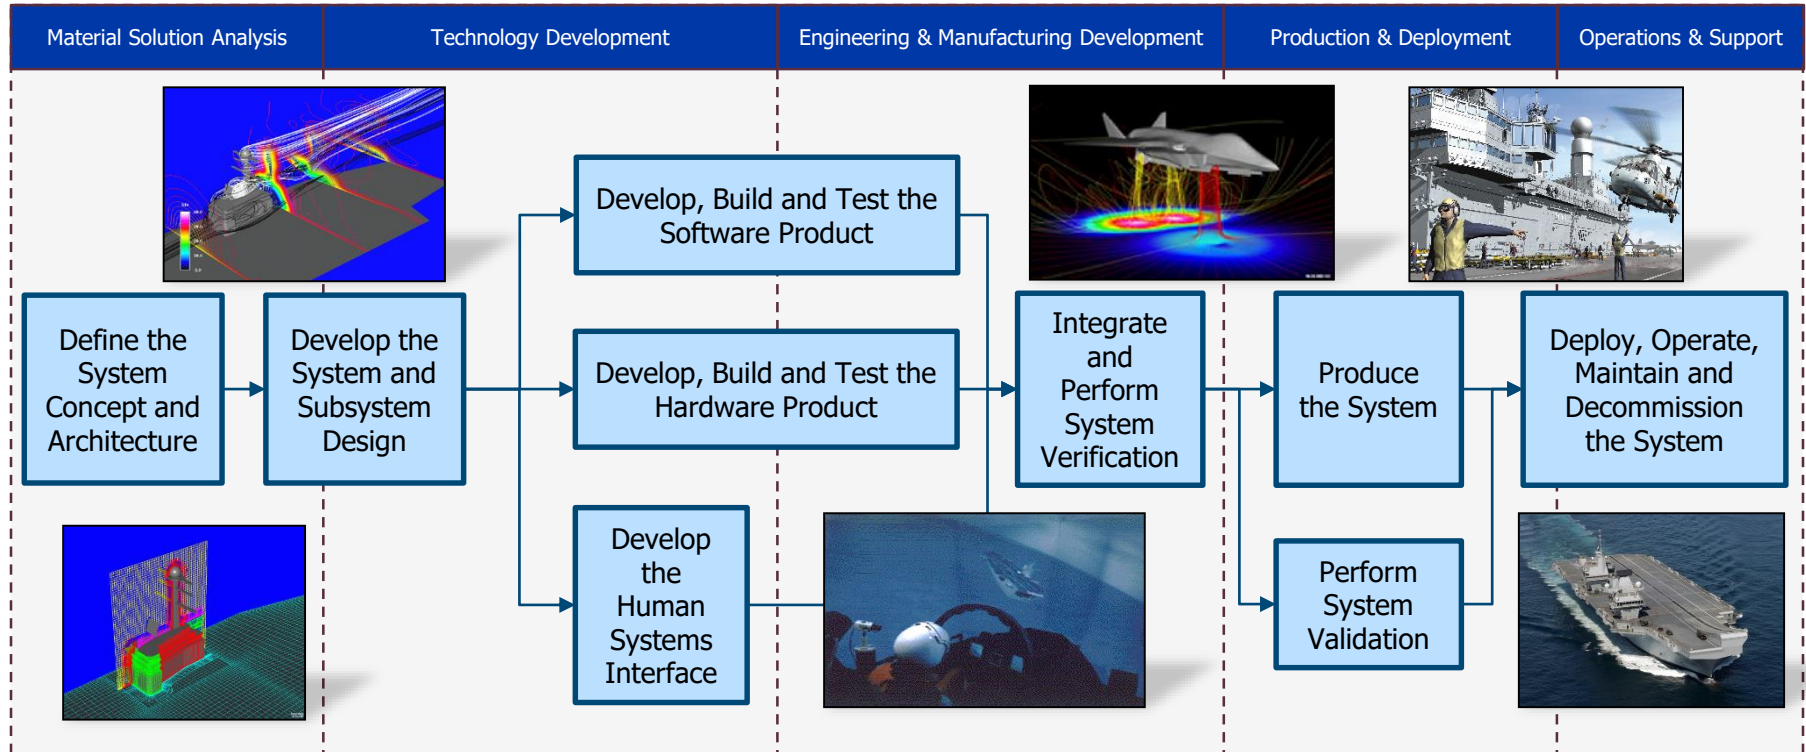 Material Solution Analysis
Technology Development
Engineering & Manufacturing Development
Production & Deployment
Operations & Support
Develop, Build and Test the
Software Product
Define the
System
Concept and
Architecture
Develop the
System and
Subsystem
Design
Develop, Build and Test the
Hardware Product
Integrate
and
Perform
System
Verification
Produce
the System
Deploy, Operate,
Maintain and
Decommission
the System
Develop
the
Human
Systems
Interface
Perform
System
Validation